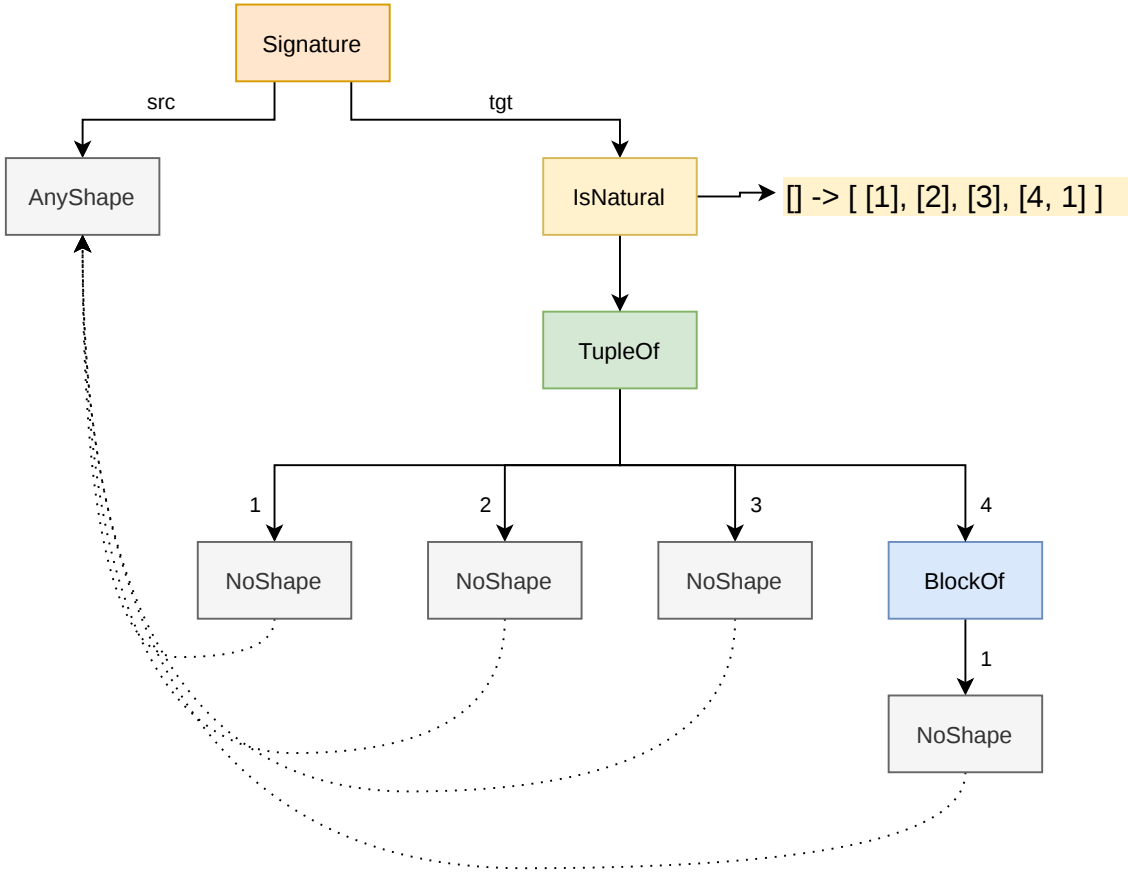 Signature
src
tgt
AnyShape
IsNatural
[] -> [ [1], [2], [3], [4, 1] ]
TupleOf
1
2
3
4
NoShape
NoShape
NoShape
BlockOf
1
NoShape